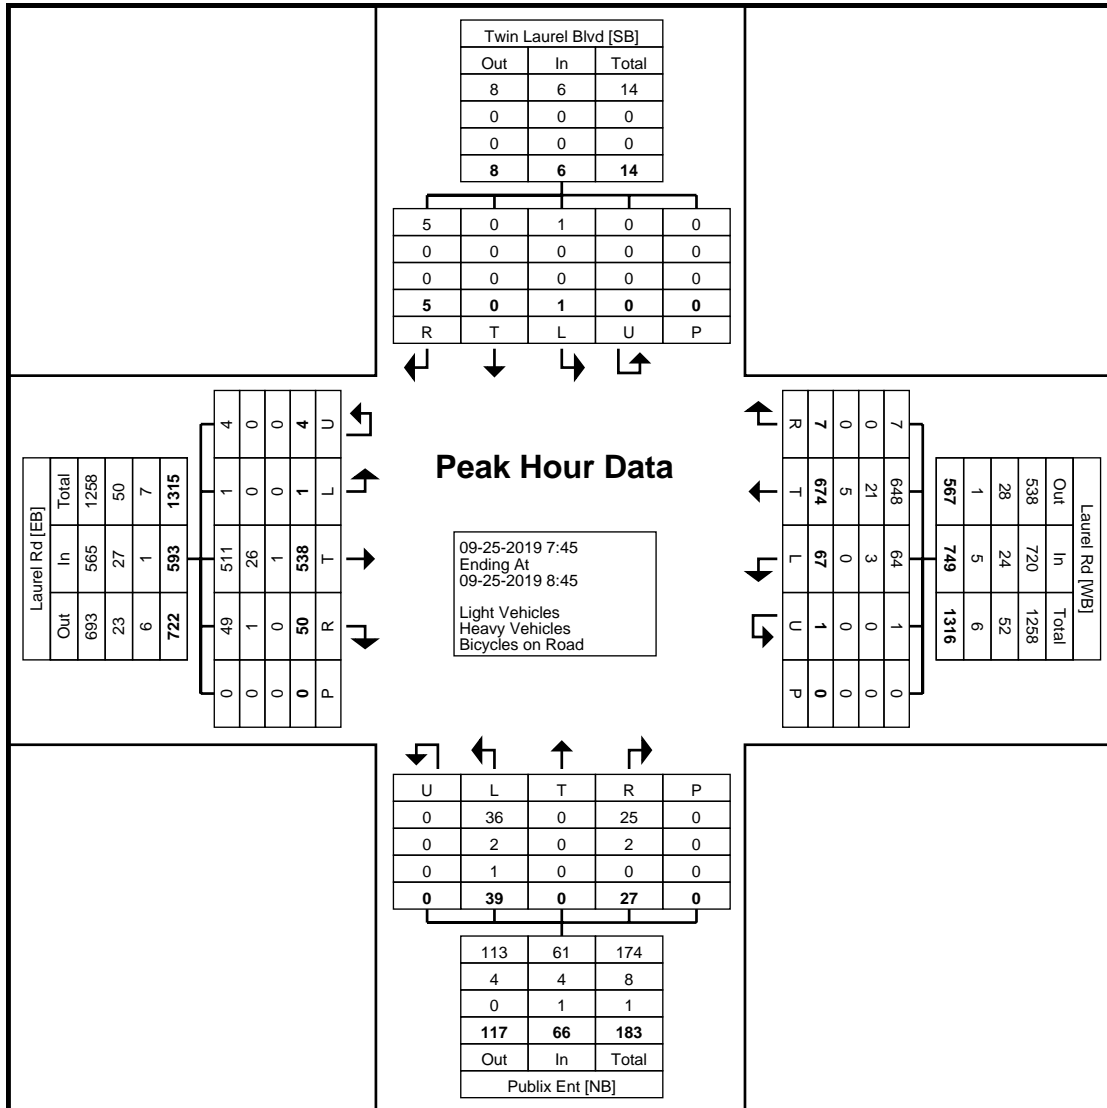 Twin Laurel Blvd [SB]
Out In Total
8 6 14
0 0 0
0 0 0
8 6 14
5 0 1 0 0
0 0 0 0 0
0 0 0 0 0
5 0 1 0 0
R T L U P
Laurel Rd [EB]
Total In Out
1258 565 693
50 27 23
7 1 6
1315 593 722
4 1 511 49 0
0 0 26 1 0
0 0 1 0 0
4 1 538 50 0
U L T R P
Peak Hour Data
09-25-2019 7:45
Ending At
09-25-2019 8:45
Light Vehicles
Heavy Vehicles
Bicycles on Road
R T L U P
7 674 67 1 0
0 5 0 0 0
0 21 3 0 0
7 648 64 1 0
Laurel Rd [WB]
Out In Total
538 720 1258
28 24 52
1 5 6
567 749 1316
U L T R P
0 36 0 25 0
0 2 0 2 0
0 1 0 0 0
0 39 0 27 0
113 61 174
4 4 8
0 1 1
117 66 183
Out In Total
Publix Ent [NB]